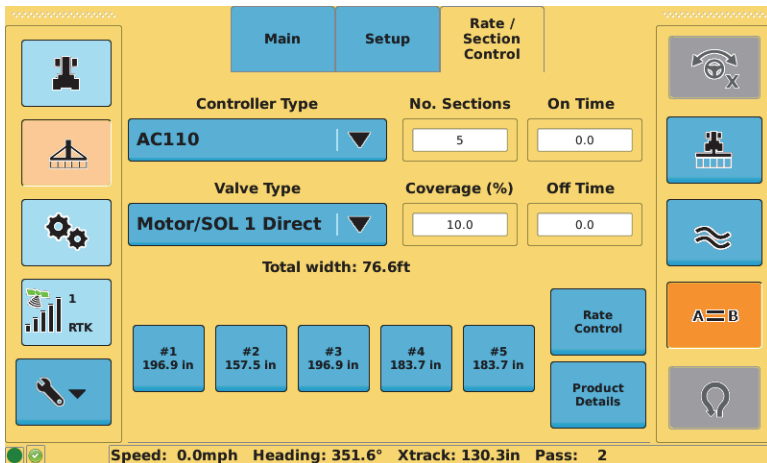 Main
Setup
Rate /
Section
Control
Controller Type
No. Sections
On Time
AC110
5
0.0
Valve Type
Coverage (%)
Off Time
Motor/SOL 1 Direct
10.0
0.0
Total width: 76.6ft
#1
196.9 in
#2
157.5 in
#3
196.9 in
#4
183.7 in
#5
183.7 in
Rate
Control
Product
Details
1
RTK
X
A=B
Speed: 0.0mph Heading: 351.6° Xtrack: 130.3in Pass: 2